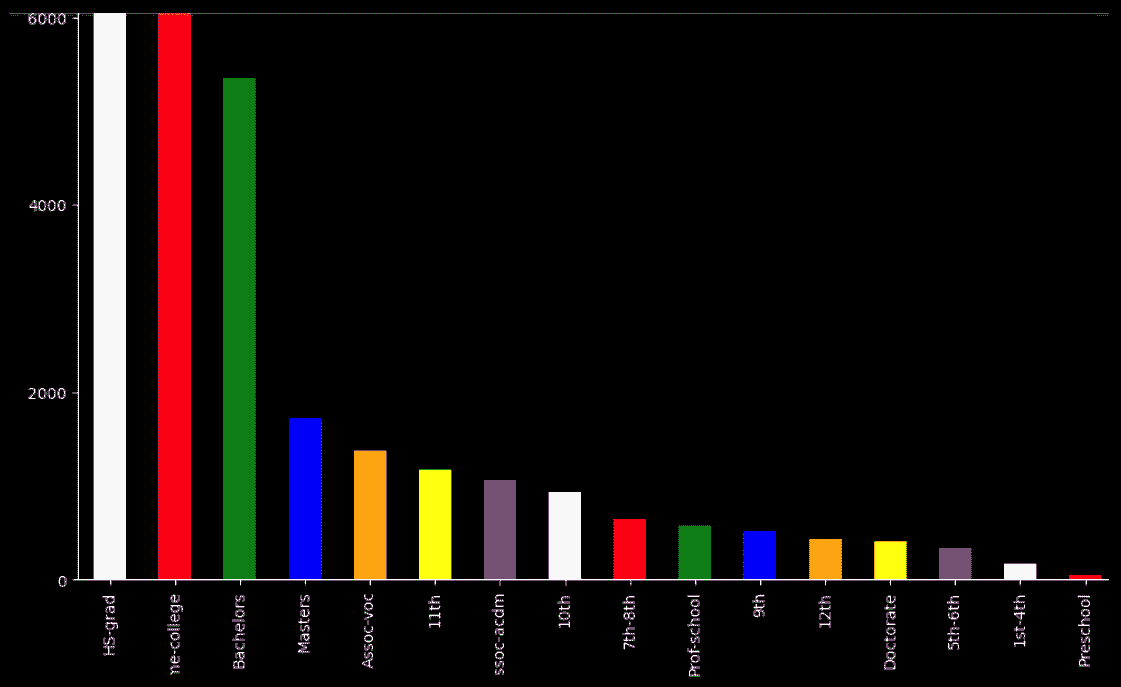 6000
4000
2000
0
HS-grad
me-college
Bachelors
Masters
Assoc-voc
11th
ssoc-acdm
10th
7th-8th
Prof-school
9th
12th
Doctorate
5th-6th
1st-4th
Preschool